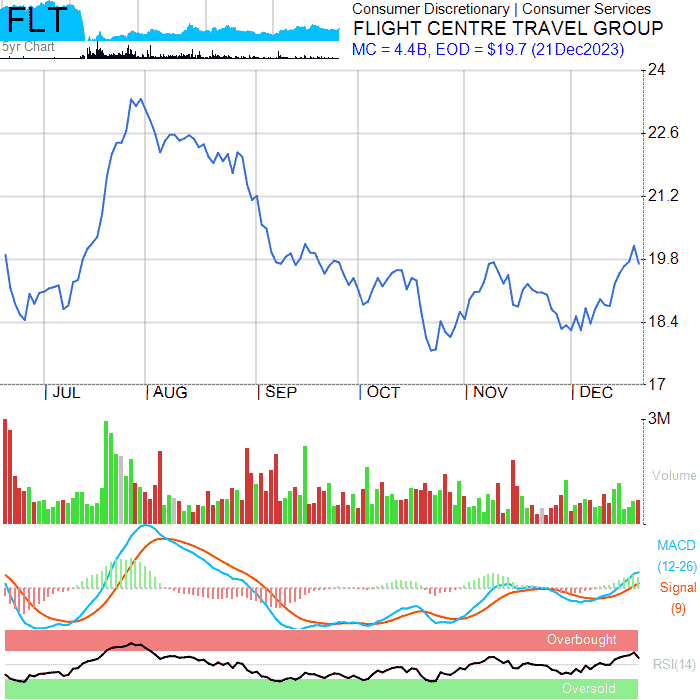 FLT
5yr Chart
Consumer Discretionary | Consumer Services
FLIGHT CENTRE TRAVEL GROUP
MC = 4.4B, EOD = $19.7 (21Dec2023)
24
22.6
21.2
19.8
18.4
17
|JUL |AUG |SEP |OCT |NOV |DEC
3M
Volume
MACD
(12-26)
Signal
(9)
Overbought
RSI(14)
Oversold